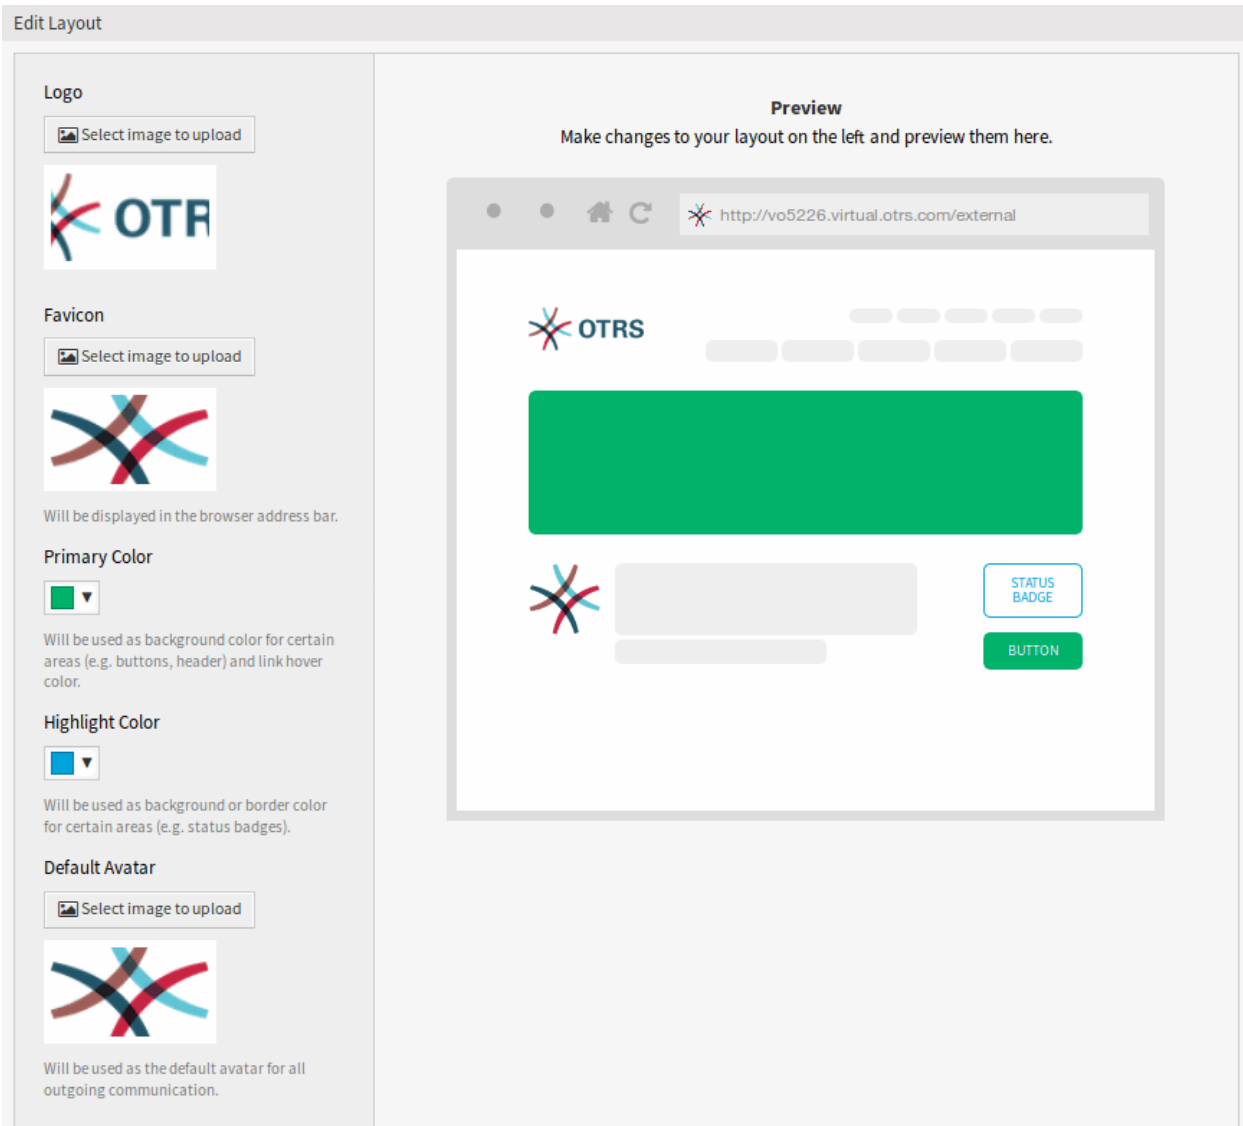 Edit Layout
Logo
Select image to upload
OTR
Favicon
Select image to upload
Will be displayed in the browser address bar.
Primary Color
Will be used as background color for certain
areas (e.g. buttons, header) and link hover
color.
Highlight Color
Will be used as background or border color
for certain areas (e.g. status badges).
Default Avatar
Select image to upload
Will be used as the default avatar for all
outgoing communication.
Preview
Make changes to your layout on the left and preview them here.
http://vo5226.virtual.otrs.com/external
OTRS
STATUS
BADGE
BUTTON